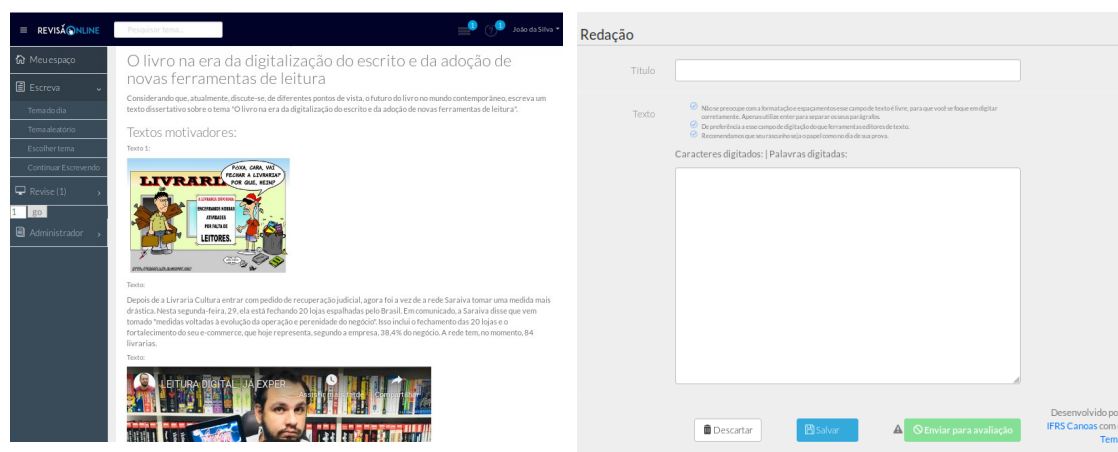 REVISÃONLINE
Pesquisar tema...
1
1
João da Silva
Meu espaço
Escreva
Tema do dia
Tema aleatório
Escolher tema
Continuar Escrevendo
Revise (1)
1 go
Administrador
O livro na era da digitalização do escrito e da adoção de
novas ferramentas de leitura
Considerando que, atualmente, discute-se, de diferentes pontos de vista, o futuro do livro no mundo contemporâneo, escreva um
texto dissertativo sobre o tema "O livro na era da digitalização do escrito e da adoção de novas ferramentas de leitura".
Textos motivadores:
Texto 1:
LIVRARI
POXA, CARA, VAI
FECHAR A LIVRARIA?
POR QUE, HEIN?
A LIVRARIA INFORMA:
ENCERRAMOS NOSSAS
ATIVIDADES
POR FALTA DE
LEITORES.
Texto:
Depois de a Livraria Cultura entrar com pedido de recuperação judicial, agora foi a vez de a rede Saraiva tomar uma medida mais
drástica. Nesta segunda-feira, 29, ela está fechando 20 lojas espalhadas pelo Brasil. Em comunicado, a Saraiva disse que vem
tomado "medidas voltadas à evolução da operação e perenidade do negócio". Isso inclui o fechamento das 20 lojas e o
fortalecimento do seu e-commerce, que hoje representa, segundo a empresa, 38,4% do negócio. A rede tem, no momento, 84
livrarias.
Texto:
LEITURA DIGITAL: JÁ EXPER...
Assistir mais tarde
Compartilhar
Redação
Título
Texto
Não se preocupe com a formatação e espaçamentos esse campo de texto é livre, para que você se foque em digitar
corretamente. Apenas utilize enter para separar os seus parágrafos.
De preferência a esse campo de digitação do que ferramentas editores de texto.
Recomendamos que seu rascunho seja o papel como no dia de sua prova.
Caracteres digitados: | Palavras digitadas:
Descartar
Salvar
Enviar para avaliação
Desenvolvido po
IFRS Canoas com
Tem